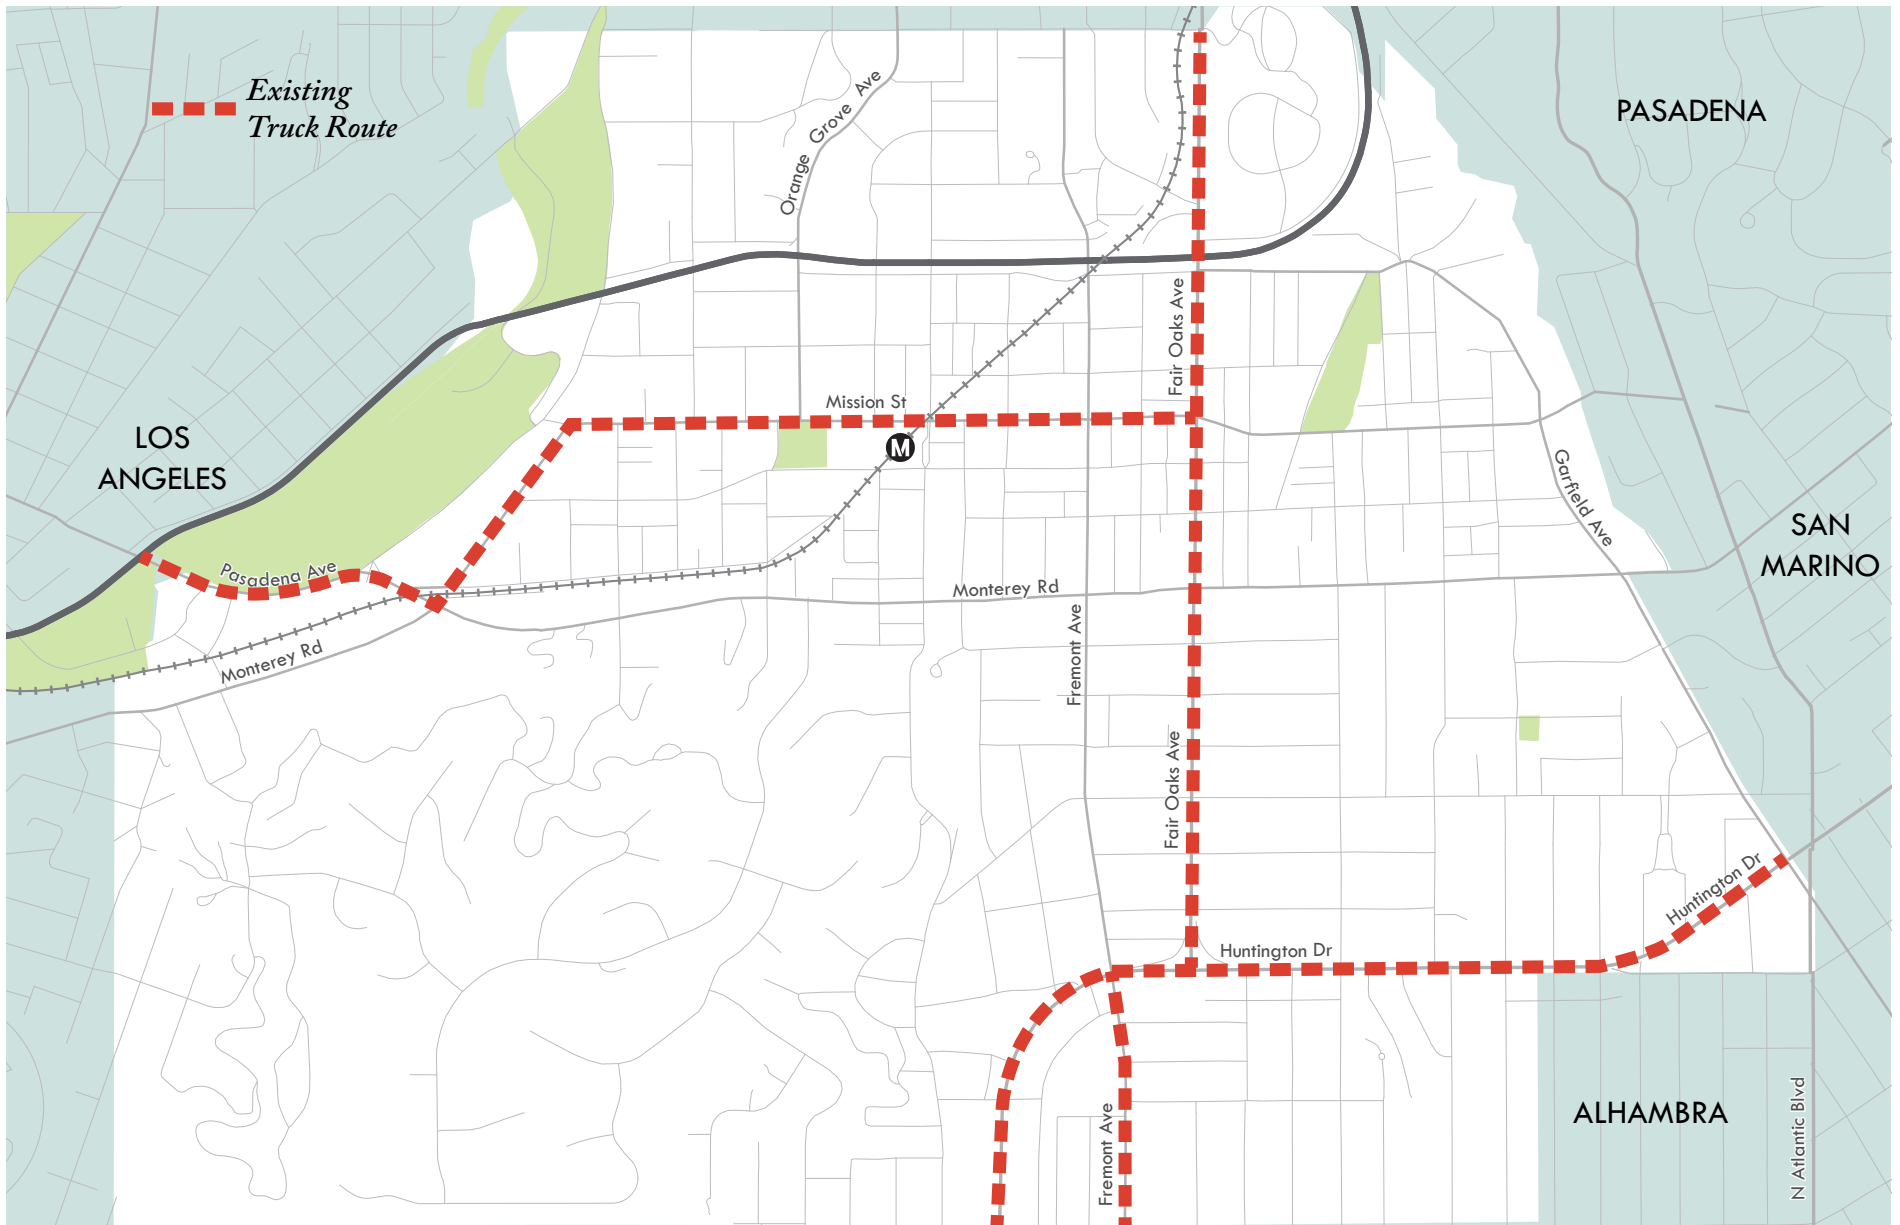 Existing
Truck Route
PASADENA
Orange Grove Ave
Fair Oaks Ave
Mission St
M
LOS
ANGELES
Garfield Ave
SAN
MARINO
Pasadena Ave
Monterey Rd
Monterey Rd
Fremont Ave
Fair Oaks Ave
Huntington Dr
Huntington Dr
ALHAMBRA
Fremont Ave
N Atlantic Blvd